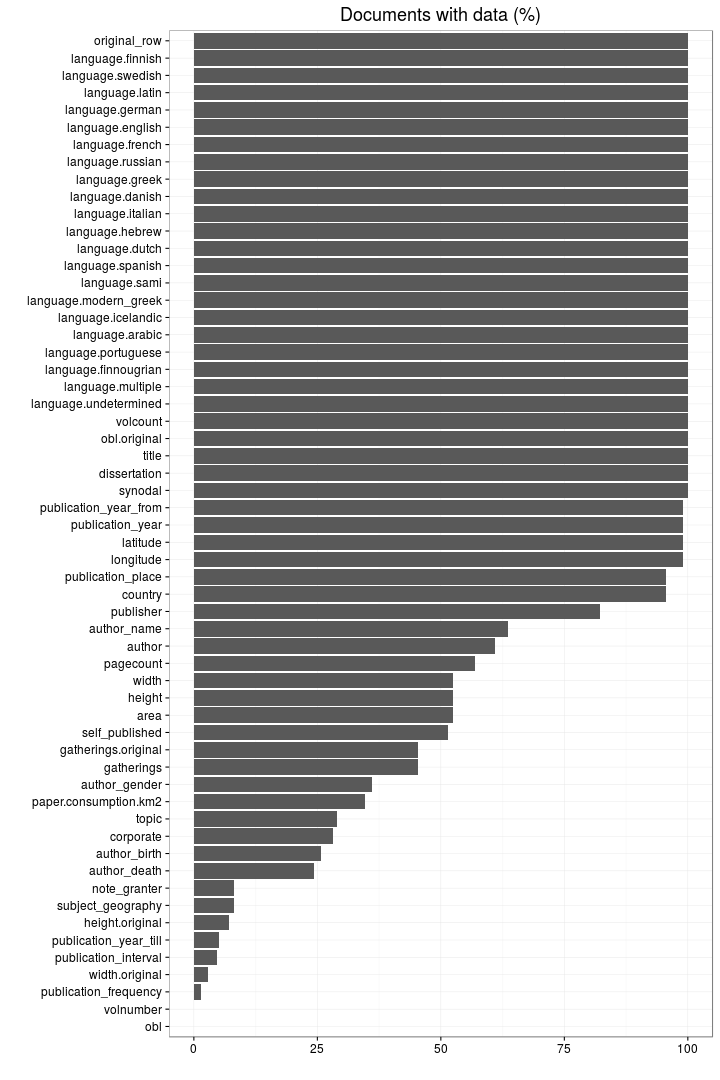 Documents with data (%)
original_row
language.finnish
language.swedish
language.latin
language.german
language.english
language.french
language.russian
language.greek
language.danish
language.italian
language.hebrew
language.dutch
language.spanish
language.sami
language.modern_greek
language.icelandic
language.arabic
language.portuguese
language.finnougrian
language.multiple
language.undetermined
volcount
obl.original
title
dissertation
synodal
publication_year_from
publication_year
latitude
longitude
publication_place
country
publisher
author_name
author
pagecount
width
height
area
self_published
gatherings.original
gatherings
author_gender
paper.consumption.km2
topic
corporate
author_birth
author_death
note_granter
subject_geography
height.original
publication_year_till
publication_interval
width.original
publication_frequency
volnumber
obl
0 25 50 75 100